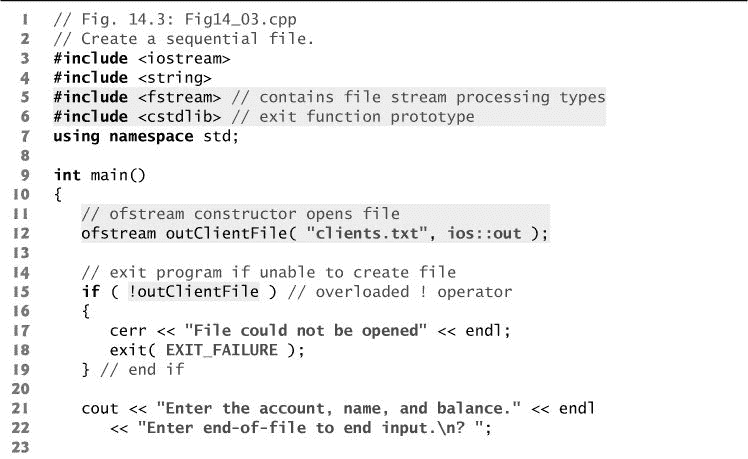 1 // Fig. 14.3: Fig14_03.cpp
2 // Create a sequential file.
3 #include <iostream>
4 #include <string>
5 #include <fstream> // contains file stream processing types
6 #include <cstdlib> // exit function prototype
7 using namespace std;
8
9 int main()
10 {
11    // ofstream constructor opens file
12    ofstream outClientFile( "clients.txt", ios::out );
13
14    // exit program if unable to create file
15    if ( !outClientFile ) // overloaded ! operator
16    {
17       cerr << "File could not be opened" << endl;
18       exit( EXIT_FAILURE );
19    } // end if
20
21    cout << "Enter the account, name, and balance." << endl
22       << "Enter end-of-file to end input.\n? ";
23